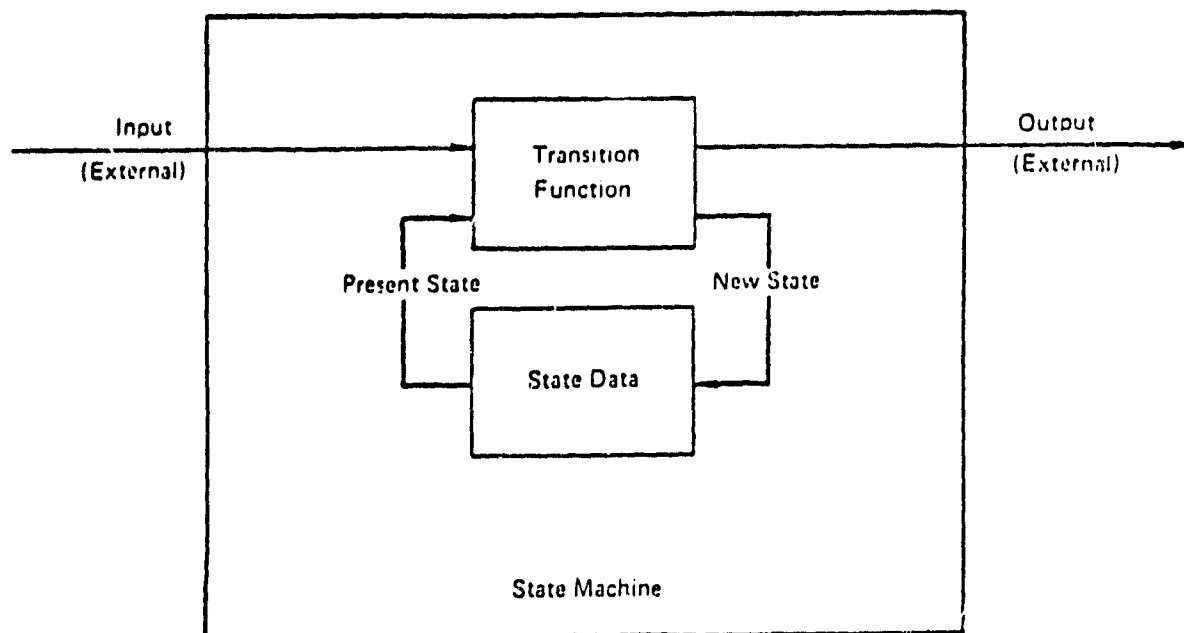 Input
(External)
Transition
Function
Output
(External)
Present State
New State
State Data
State Machine